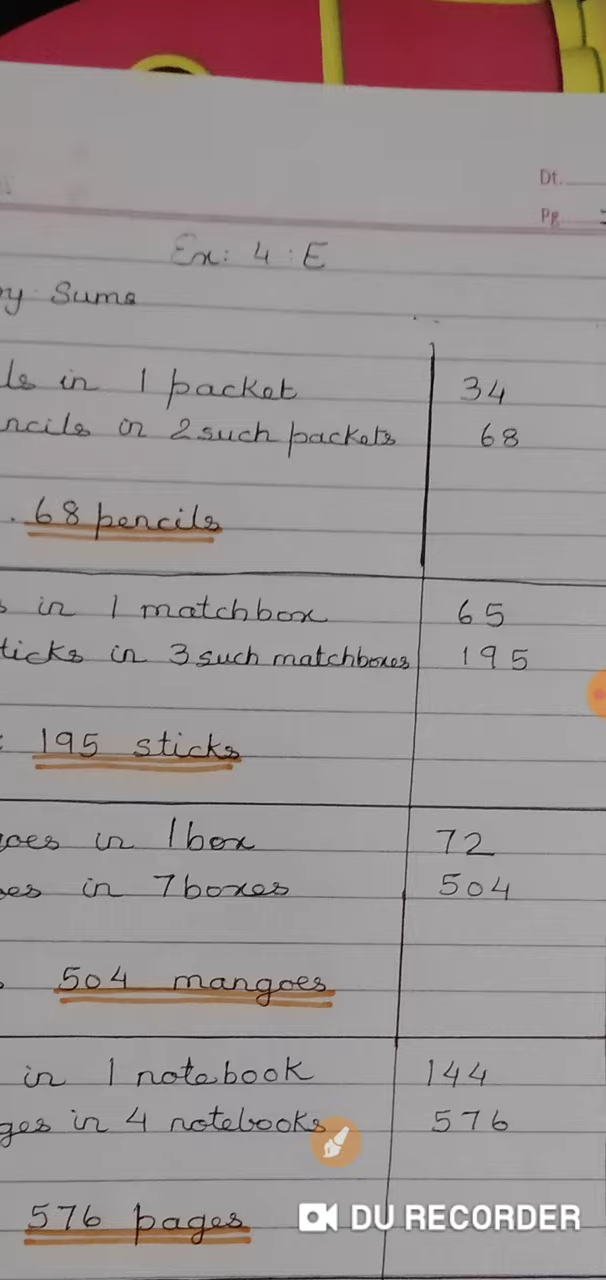 Dt.
Pg.
Ex: 4 : E
Sums
in 1 packet 34
in 2 such packets 68
68 pencils
in 1 matchbox 65
in 3 such matchboxes 195
195 sticks
in 1 box 72
in 7 boxes 504
504 mangoes
in 1 notebook 144
in 4 notebooks 576
576 pages
DU RECORDER